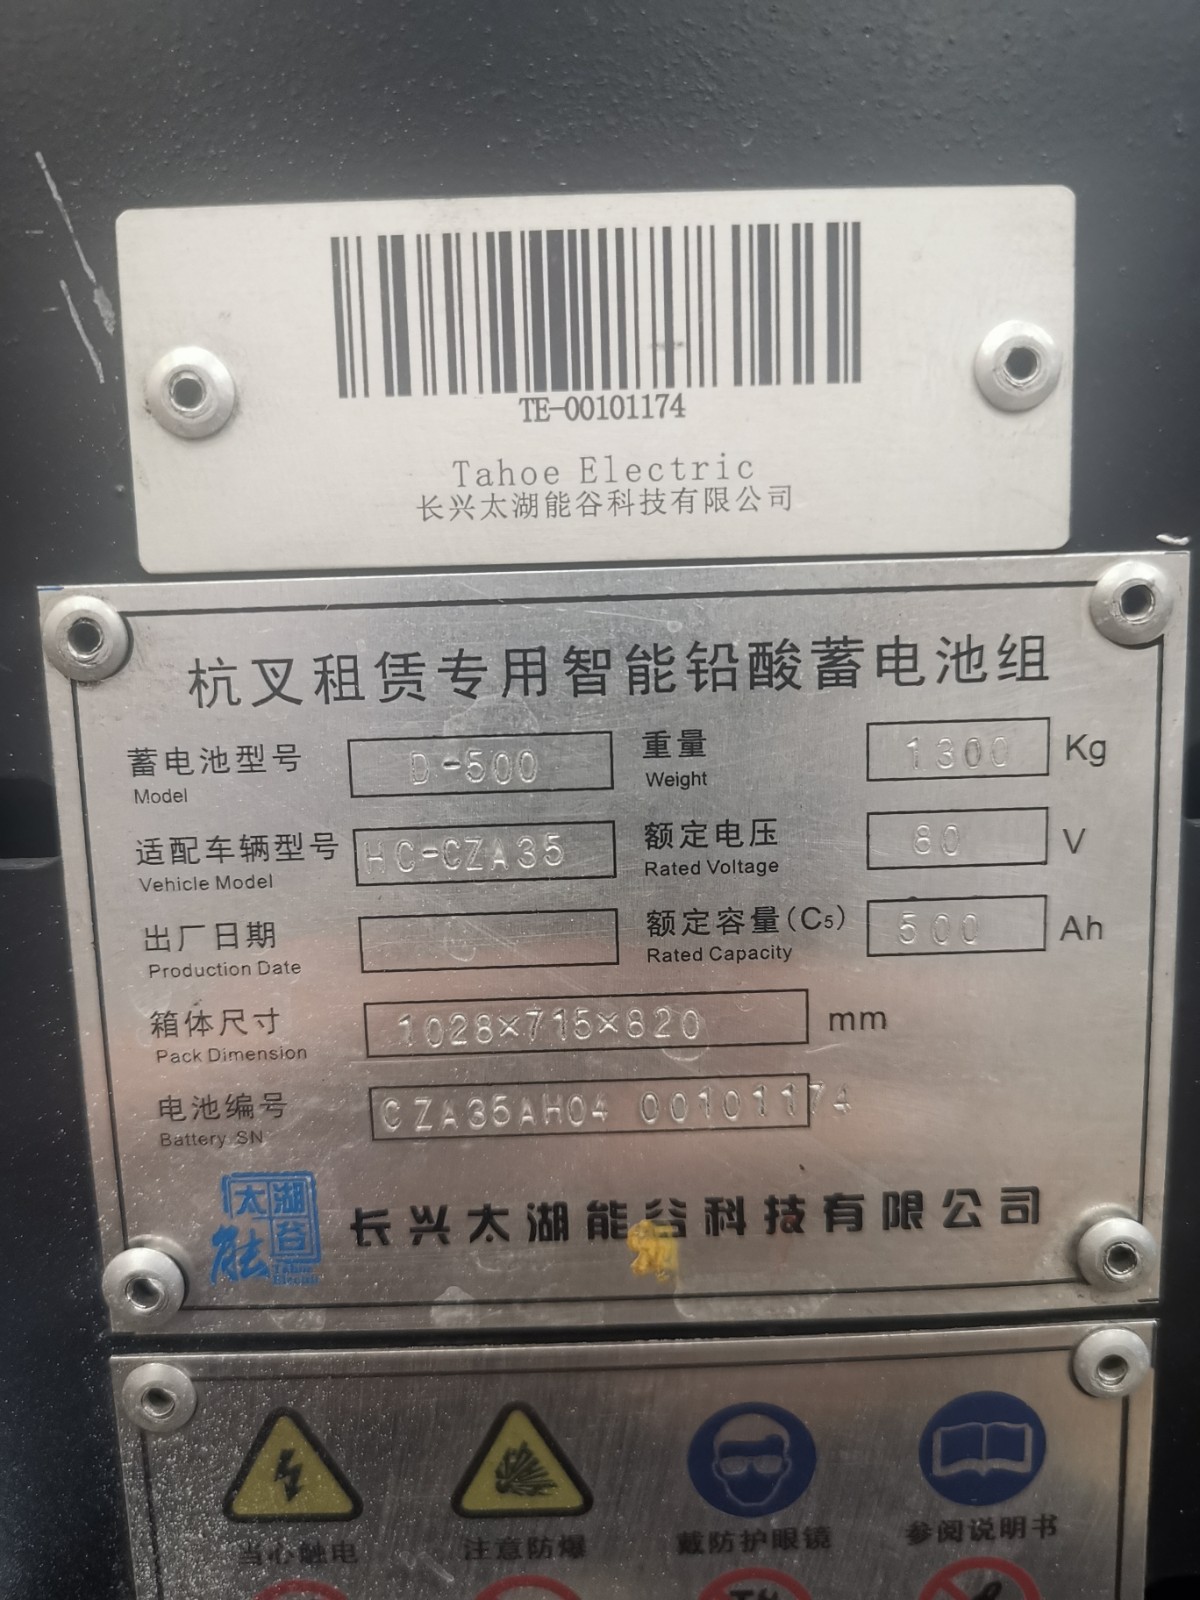 TE-00101174
Tahoe Electric
长兴太湖能谷科技有限公司
杭叉租赁专用智能铅酸蓄电池组
蓄电池型号 D-500 重量 1300 Kg
Model Weight
适配车辆型号 HC-CZA35 额定电压 80 V
Vehicle Model Rated Voltage
出厂日期 额定容量(C5) 500 Ah
Production Date Rated Capacity
箱体尺寸 1028×715×820 mm
Pack Dimension
电池编号 CZA35AH04 00101174
Battery SN
太湖
能谷
Tahoe
Electric
长兴太湖能谷科技有限公司
当心触电 注意防爆 戴防护眼镜 参阅说明书